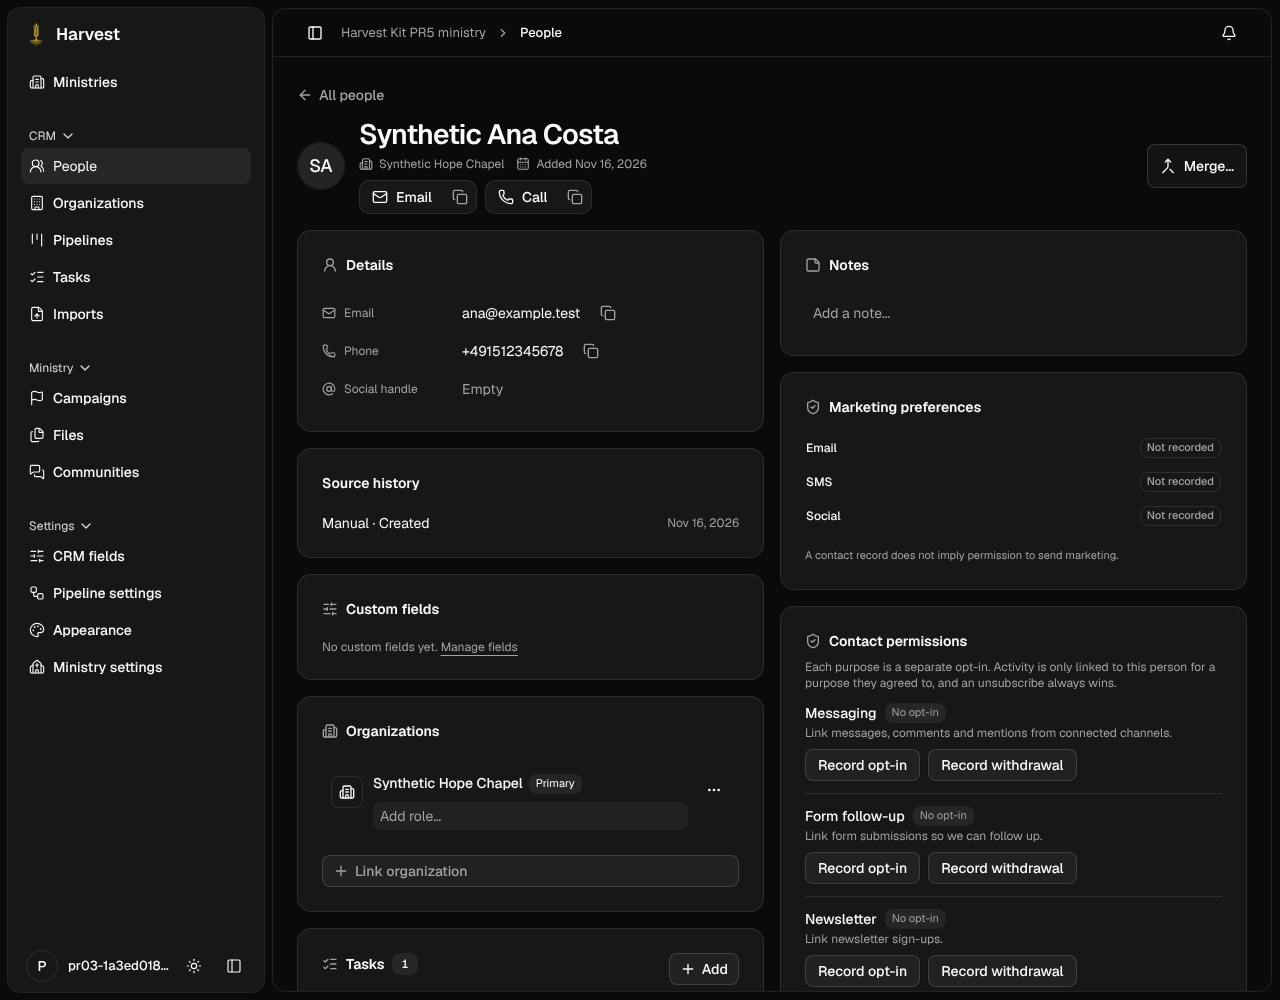 Harvest
Ministries
CRM
People
Organizations
Pipelines
Tasks
Imports
Ministry
Campaigns
Files
Communities
Settings
CRM fields
Pipeline settings
Appearance
Ministry settings
P pr03-1a3ed018...
Harvest Kit PR5 ministry > People
All people
SA
Synthetic Ana Costa
Synthetic Hope Chapel Added Nov 16, 2026
Email Call
Merge...
Details
Email ana@example.test
Phone +491512345678
Social handle Empty
Source history
Manual · Created Nov 16, 2026
Custom fields
No custom fields yet. Manage fields
Organizations
Synthetic Hope Chapel Primary
Add role...
Link organization
Tasks 1 Add
Notes
Add a note...
Marketing preferences
Email Not recorded
SMS Not recorded
Social Not recorded
A contact record does not imply permission to send marketing.
Contact permissions
Each purpose is a separate opt-in. Activity is only linked to this person for a
purpose they agreed to, and an unsubscribe always wins.
Messaging No opt-in
Link messages, comments and mentions from connected channels.
Record opt-in Record withdrawal
Form follow-up No opt-in
Link form submissions so we can follow up.
Record opt-in Record withdrawal
Newsletter No opt-in
Link newsletter sign-ups.
Record opt-in Record withdrawal